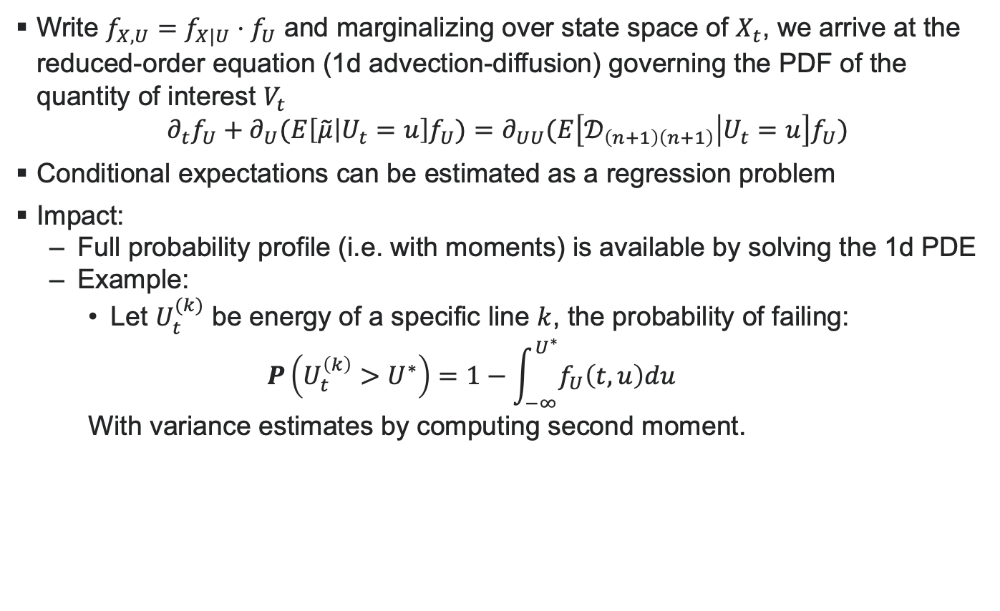 ▪ Write $f_{X,U} = f_{X|U} \cdot f_U$ and marginalizing over state space of $X_t$, we arrive at the
reduced-order equation (1d advection-diffusion) governing the PDF of the
quantity of interest $V_t$
$\partial_t f_U + \partial_U(E[\tilde{\mu}|U_t = u]f_U) = \partial_{UU}(E[\mathcal{D}_{(n+1)(n+1)}|U_t = u]f_U)$
▪ Conditional expectations can be estimated as a regression problem
▪ Impact:
– Full probability profile (i.e. with moments) is available by solving the 1d PDE
– Example:
• Let $U_t^{(k)}$ be energy of a specific line $k$, the probability of failing:
$\boldsymbol{P}\left(U_t^{(k)} > U^*\right) = 1 - \int_{-\infty}^{U^*} f_U(t, u)du$
With variance estimates by computing second moment.